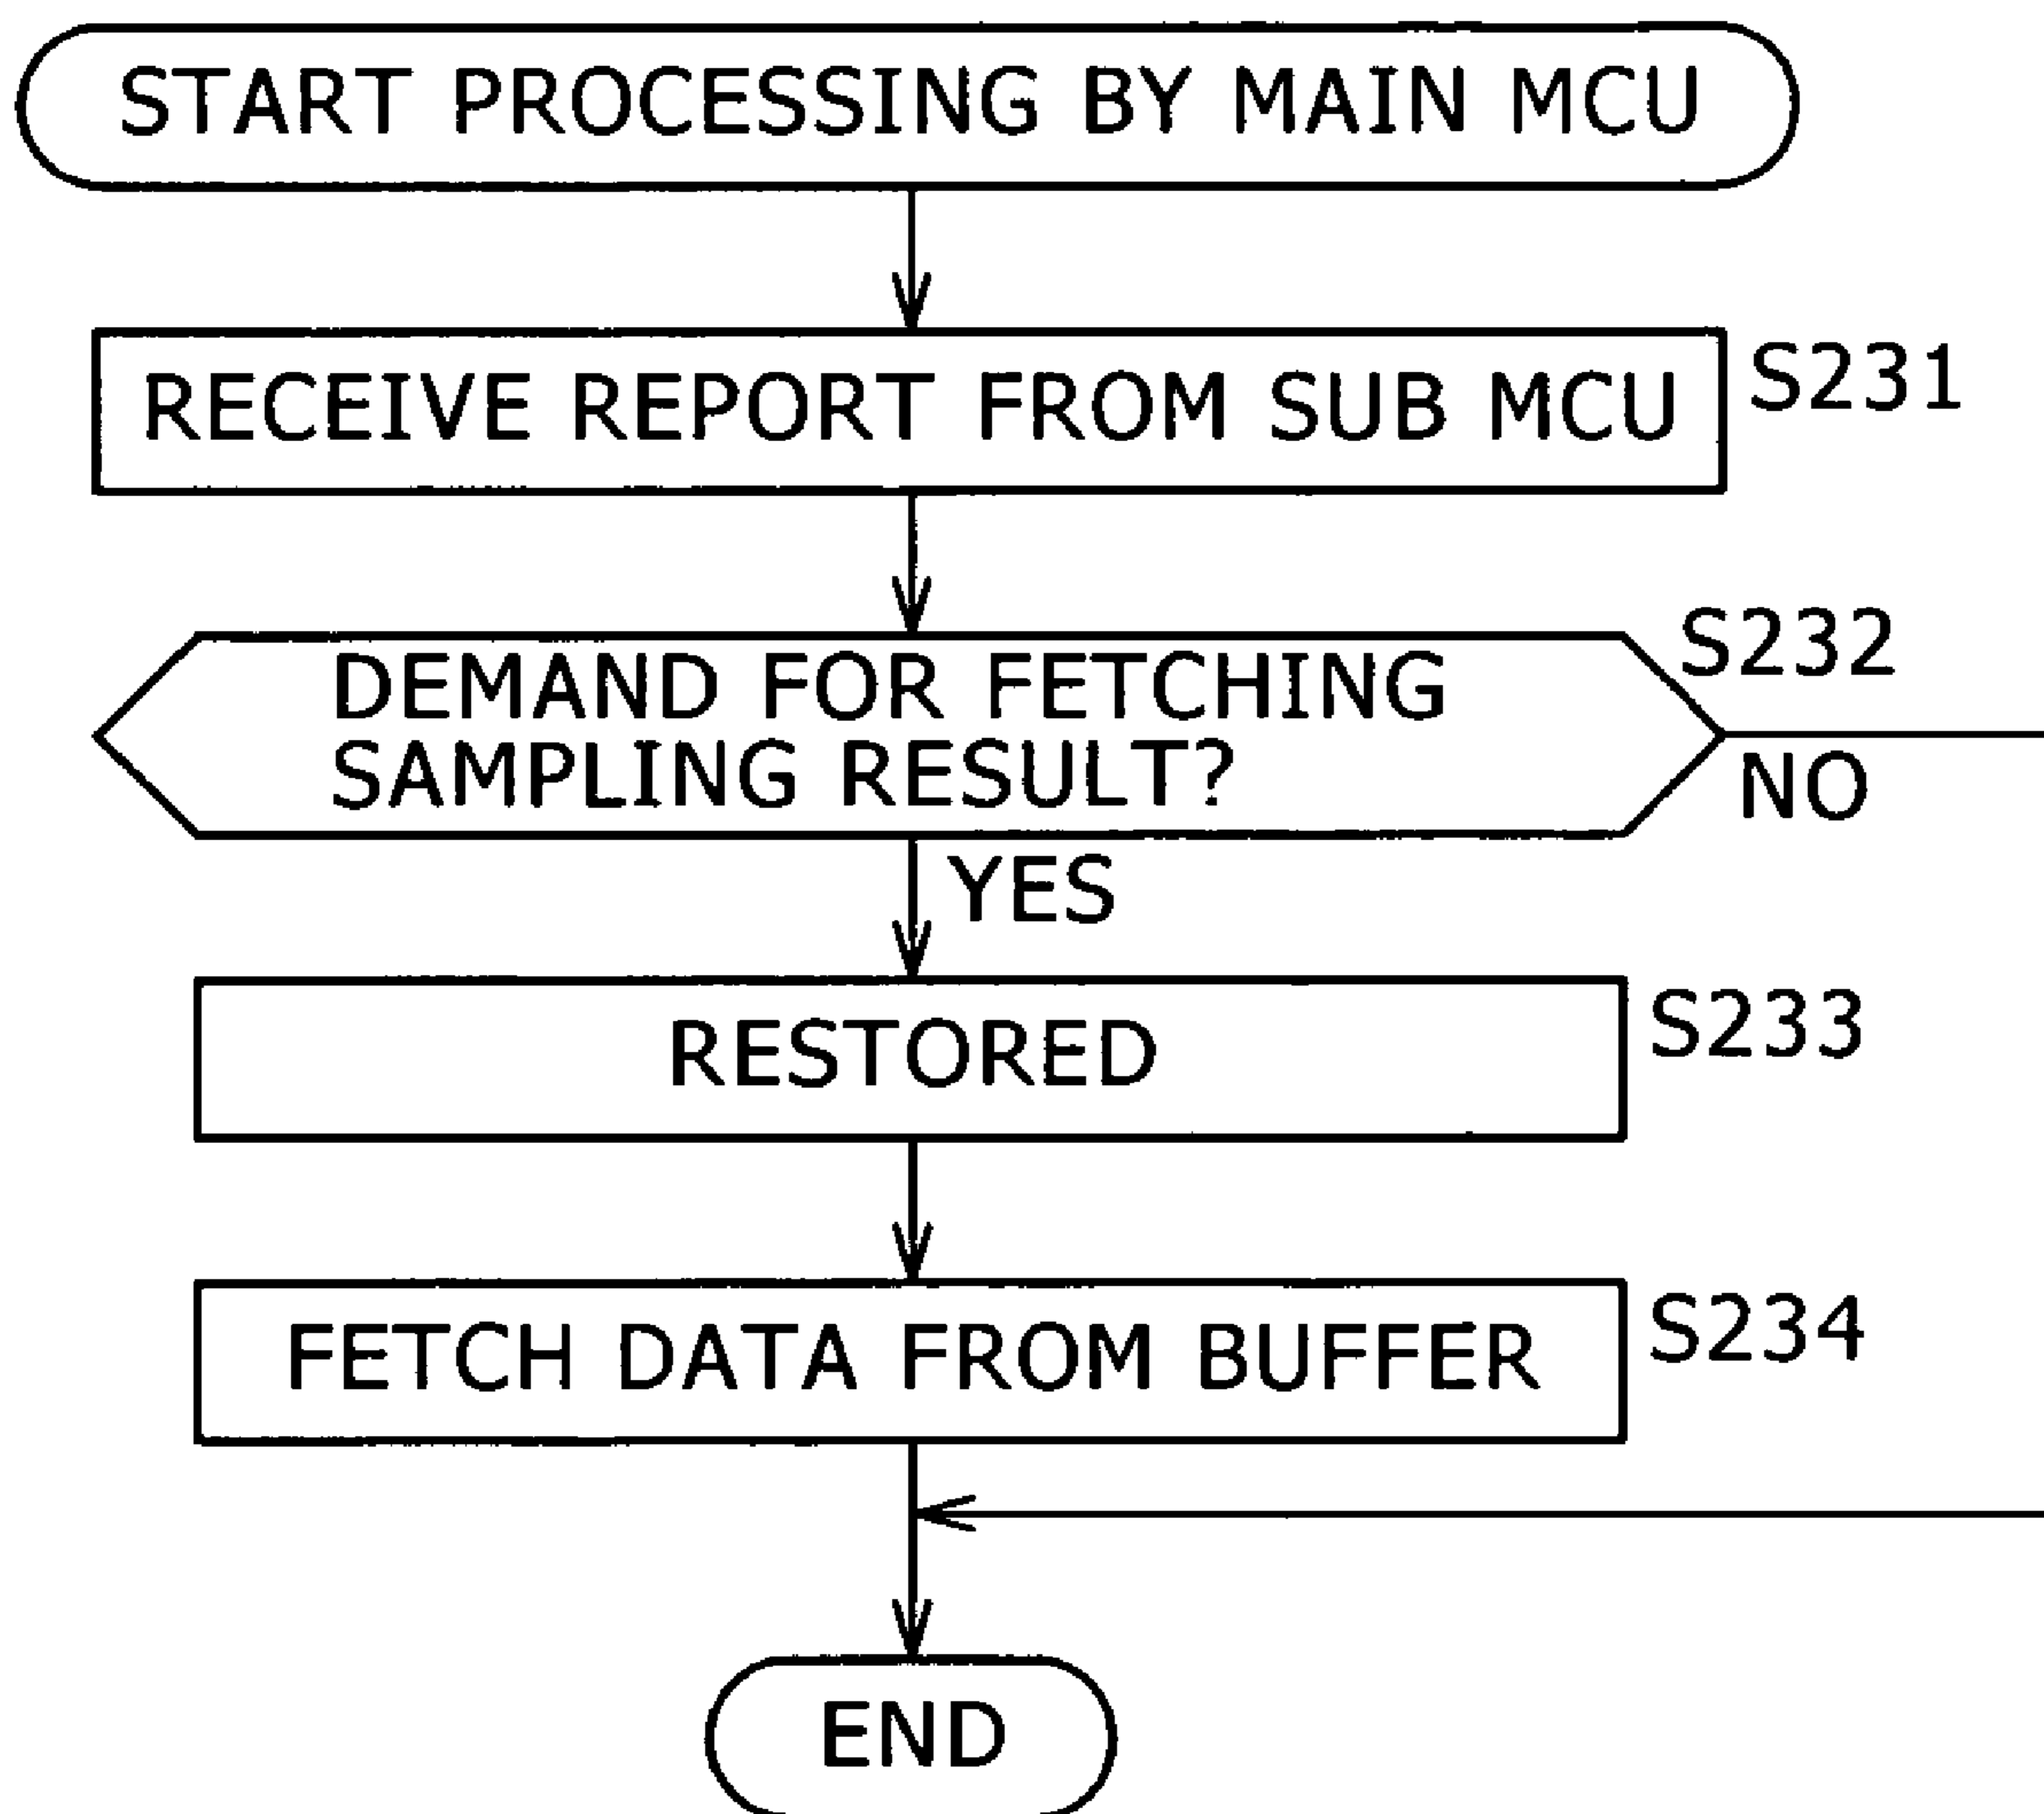 START PROCESSING BY MAIN MCU
RECEIVE REPORT FROM SUB MCU
S231
DEMAND FOR FETCHING
SAMPLING RESULT?
S232
NO
YES
RESTORED
S233
FETCH DATA FROM BUFFER
S234
END